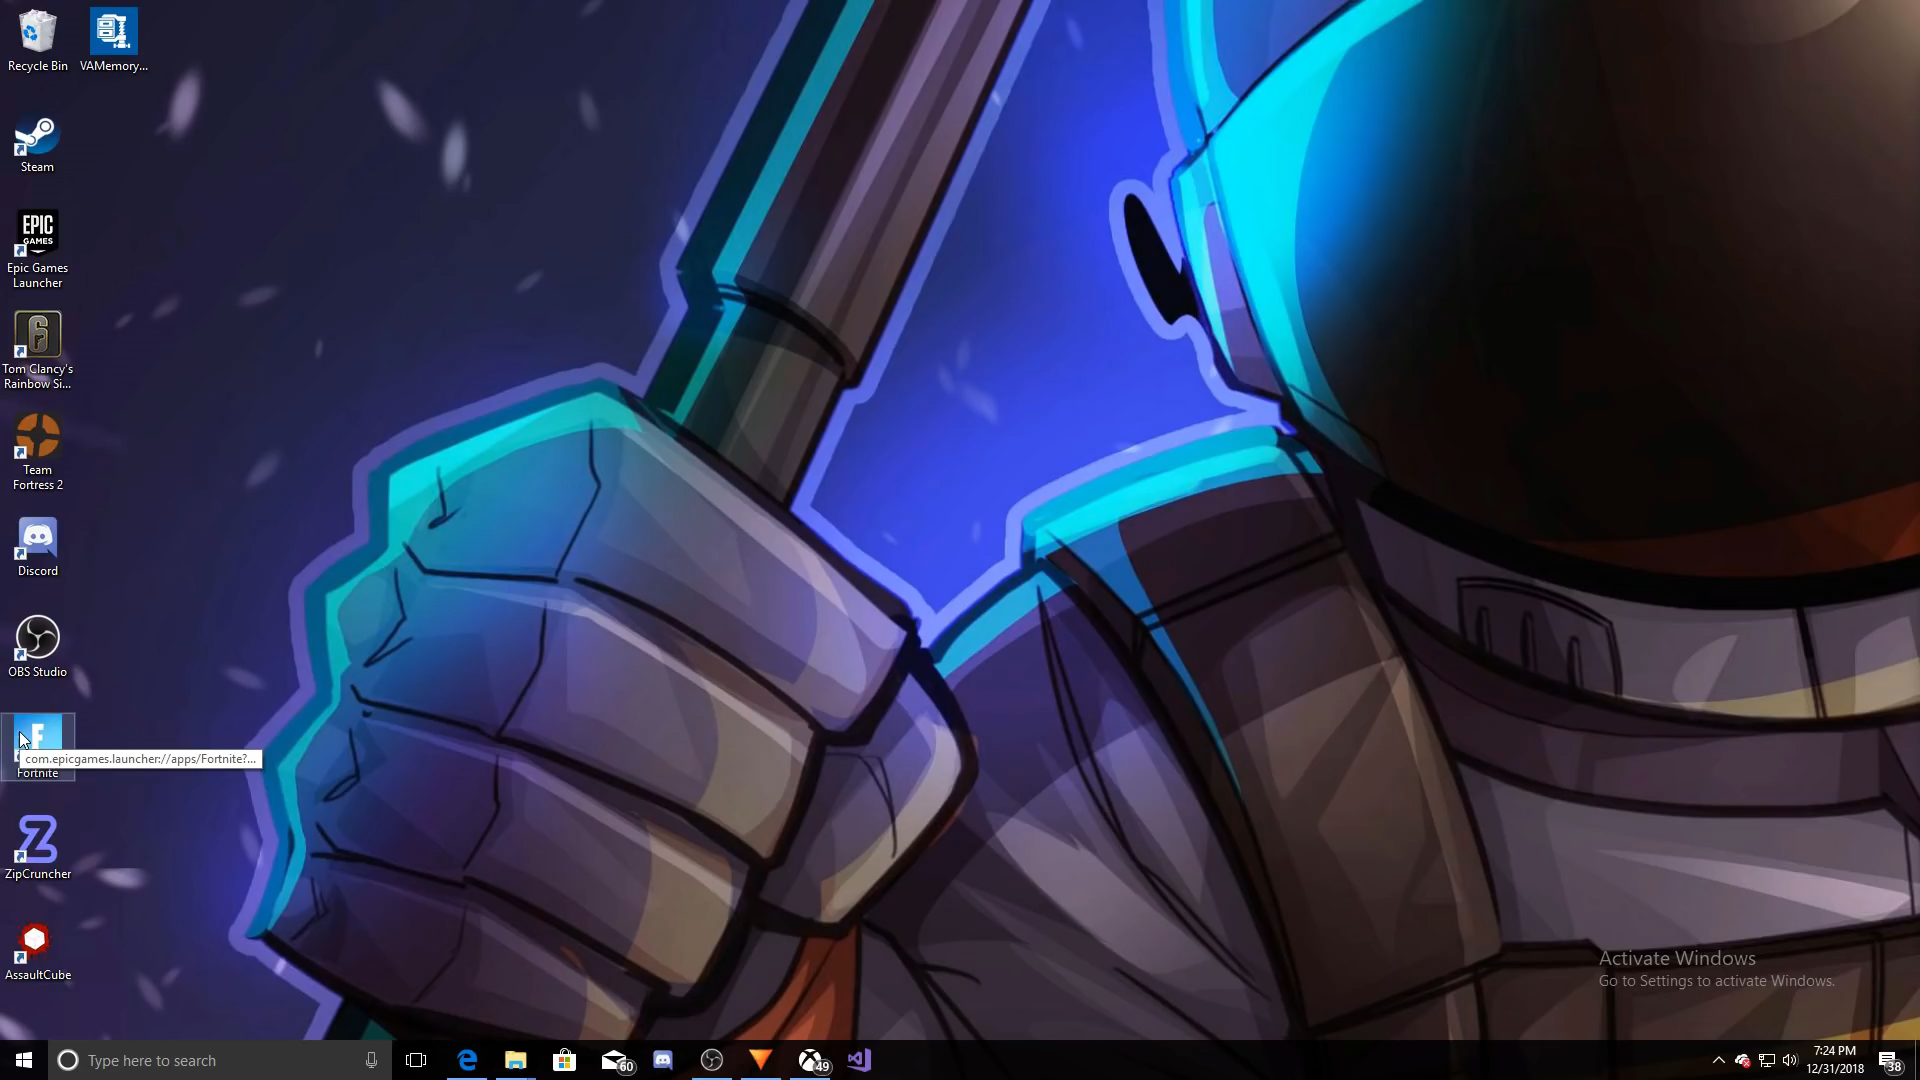 Recycle Bin
VAMemory...
Steam
EPIC
GAMES
Epic Games
Launcher
6
Tom Clancy's
Rainbow Si...
Team
Fortress 2
Discord
OBS Studio
F
com.epicgames.launcher://apps/Fortnite?...
Fortnite
ZipCruncher
AssaultCube
Activate Windows
Go to Settings to activate Windows.
Type here to search
60
49
7:24 PM
12/31/2018
38